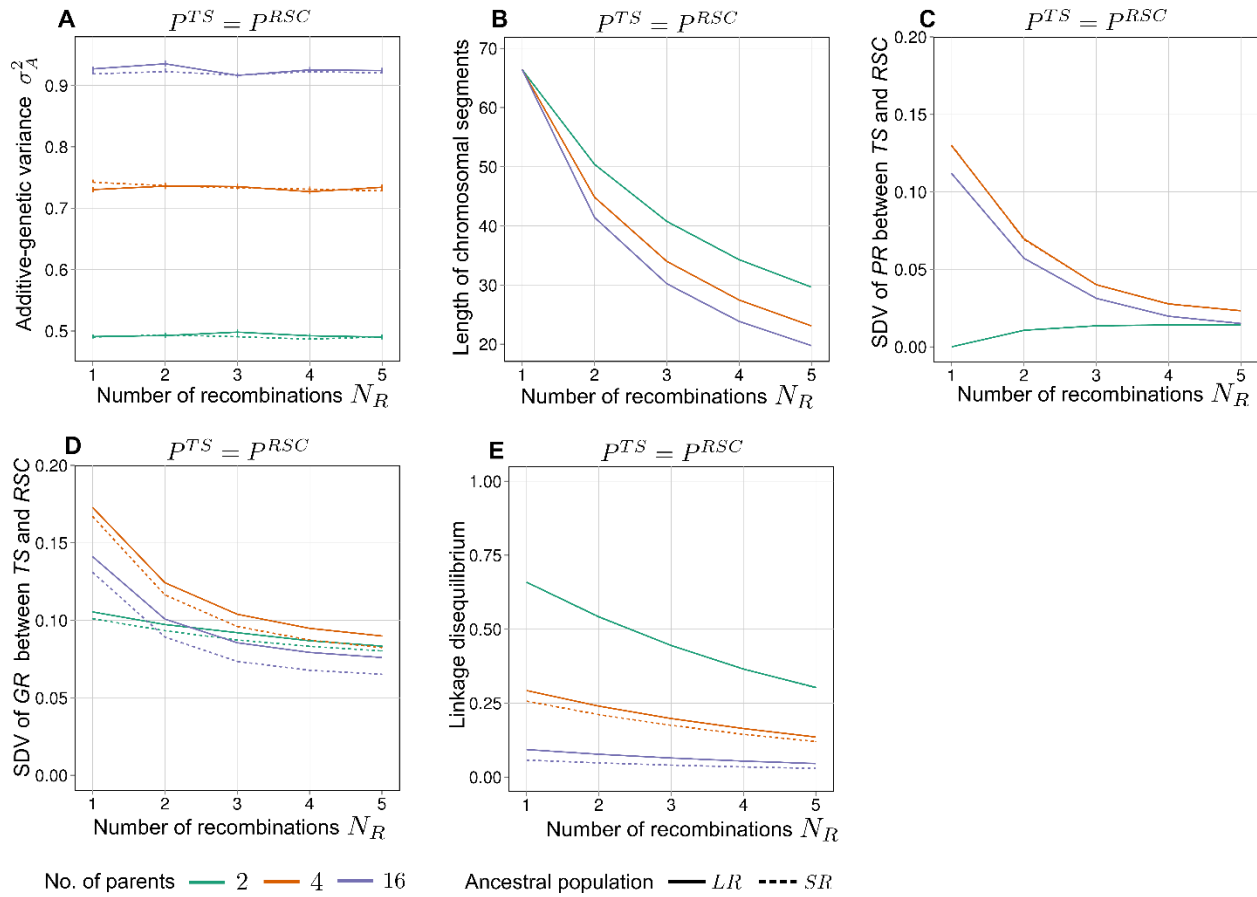 A
P^{TS} = P^{RSC}
Additive-genetic variance σ²_A
0.9
0.8
0.7
0.6
0.5
1 2 3 4 5
Number of recombinations N_R
B
P^{TS} = P^{RSC}
Length of chromosomal segments
70
60
50
40
30
20
1 2 3 4 5
Number of recombinations N_R
C
P^{TS} = P^{RSC}
SDV of PR between TS and RSC
0.20
0.15
0.10
0.05
0.00
1 2 3 4 5
Number of recombinations N_R
D
P^{TS} = P^{RSC}
SDV of GR between TS and RSC
0.20
0.15
0.10
0.05
0.00
1 2 3 4 5
Number of recombinations N_R
E
P^{TS} = P^{RSC}
Linkage disequilibrium
1.00
0.75
0.50
0.25
0.00
1 2 3 4 5
Number of recombinations N_R
No. of parents 2 4 16
Ancestral population LR SR